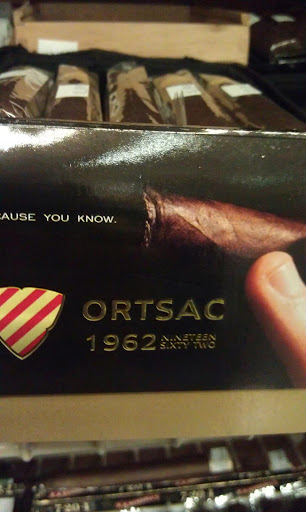 CAUSE YOU KNOW.
ORTSAC
1962 NINETEEN
SIXTY TWO